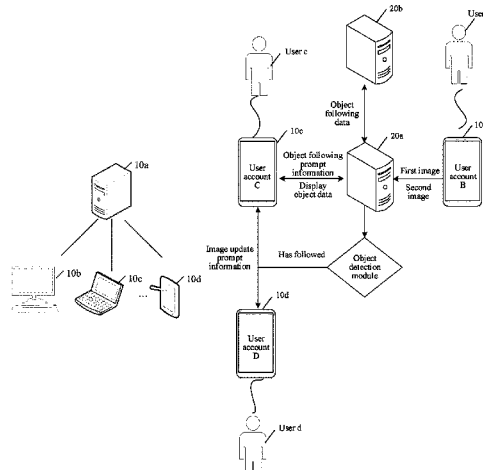 20b
User
User c
10c
Object
following
data
20a
10
User
account
C
Object following
prompt
information
Display
object data
First image
Second
image
User
account
B
10a
Image update
prompt
information
Has followed
Object
detection
module
10b
10c
...
10d
10d
User
account
D
User d